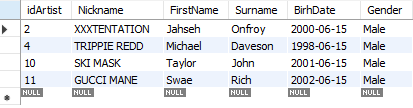 idArtist Nickname FirstName Surname BirhDate Gender
2 XXXTENTATION Jahseh Onfroy 2000-06-15 Male
4 TRIPPIE REDD Michael Daveson 1998-06-15 Male
10 SKI MASK Taylor John 2001-06-15 Male
11 GUCCI MANE Swae Rich 2002-06-15 Male
NULL NULL NULL NULL NULL NULL